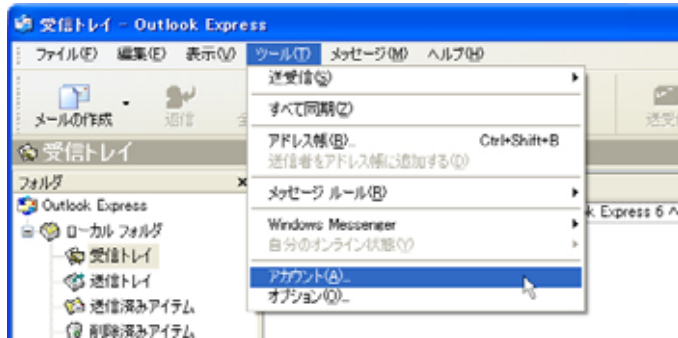 受信トレイ - Outlook Express
ファイル(F) 編集(E) 表示(V) ツール(T) メッセージ(M) ヘルプ(H)
メールの作成 返信 送受信
受信トレイ
送受信(S)
すべて同期(Z)
アドレス帳(B)... Ctrl+Shift+B
送信者をアドレス帳に追加する(D)
メッセージ ルール(R)
Windows Messenger
自分のオンライン状態(Y)
アカウント(A)...
オプション(O)...
フォルダ ×
Outlook Express
ローカル フォルダ
受信トレイ
送信トレイ
送信済みアイテム
削除済みアイテム
Express 6 へ